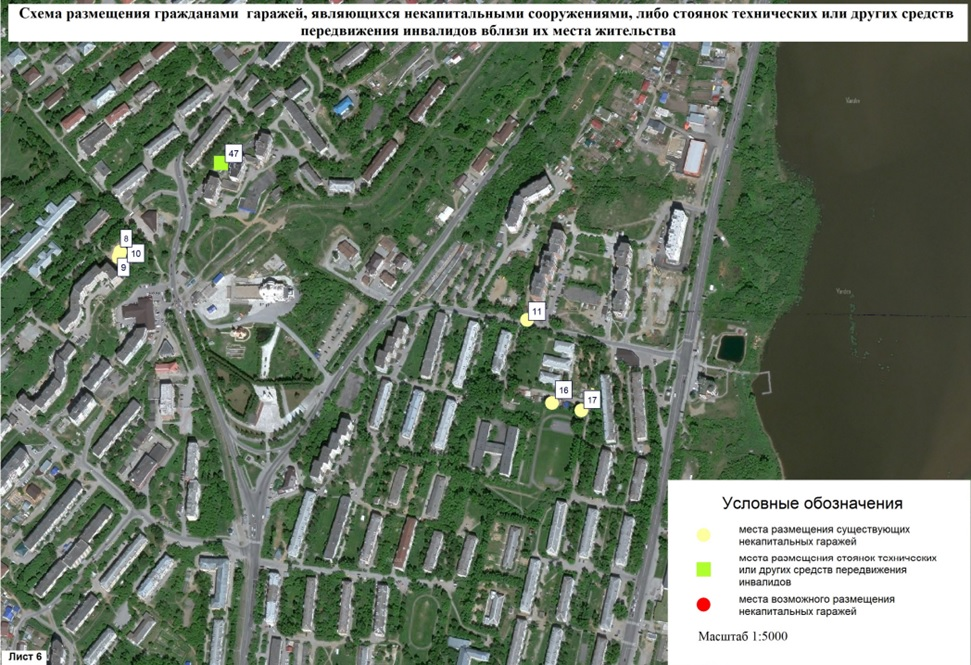 Схема размещения гражданами гаражей, являющихся некапитальными сооружениями, либо стоянок технических или других средств
передвижения инвалидов вблизи их места жительства
Yandex
47
8
10
9
Yandex
11
16
17
Условные обозначения
места размещения существующих
некапитальных гаражей
места размещения стоянок технических
или других средств передвижения
инвалидов
места возможного размещения
некапитальных гаражей
Масштаб 1:5000
Лист 6